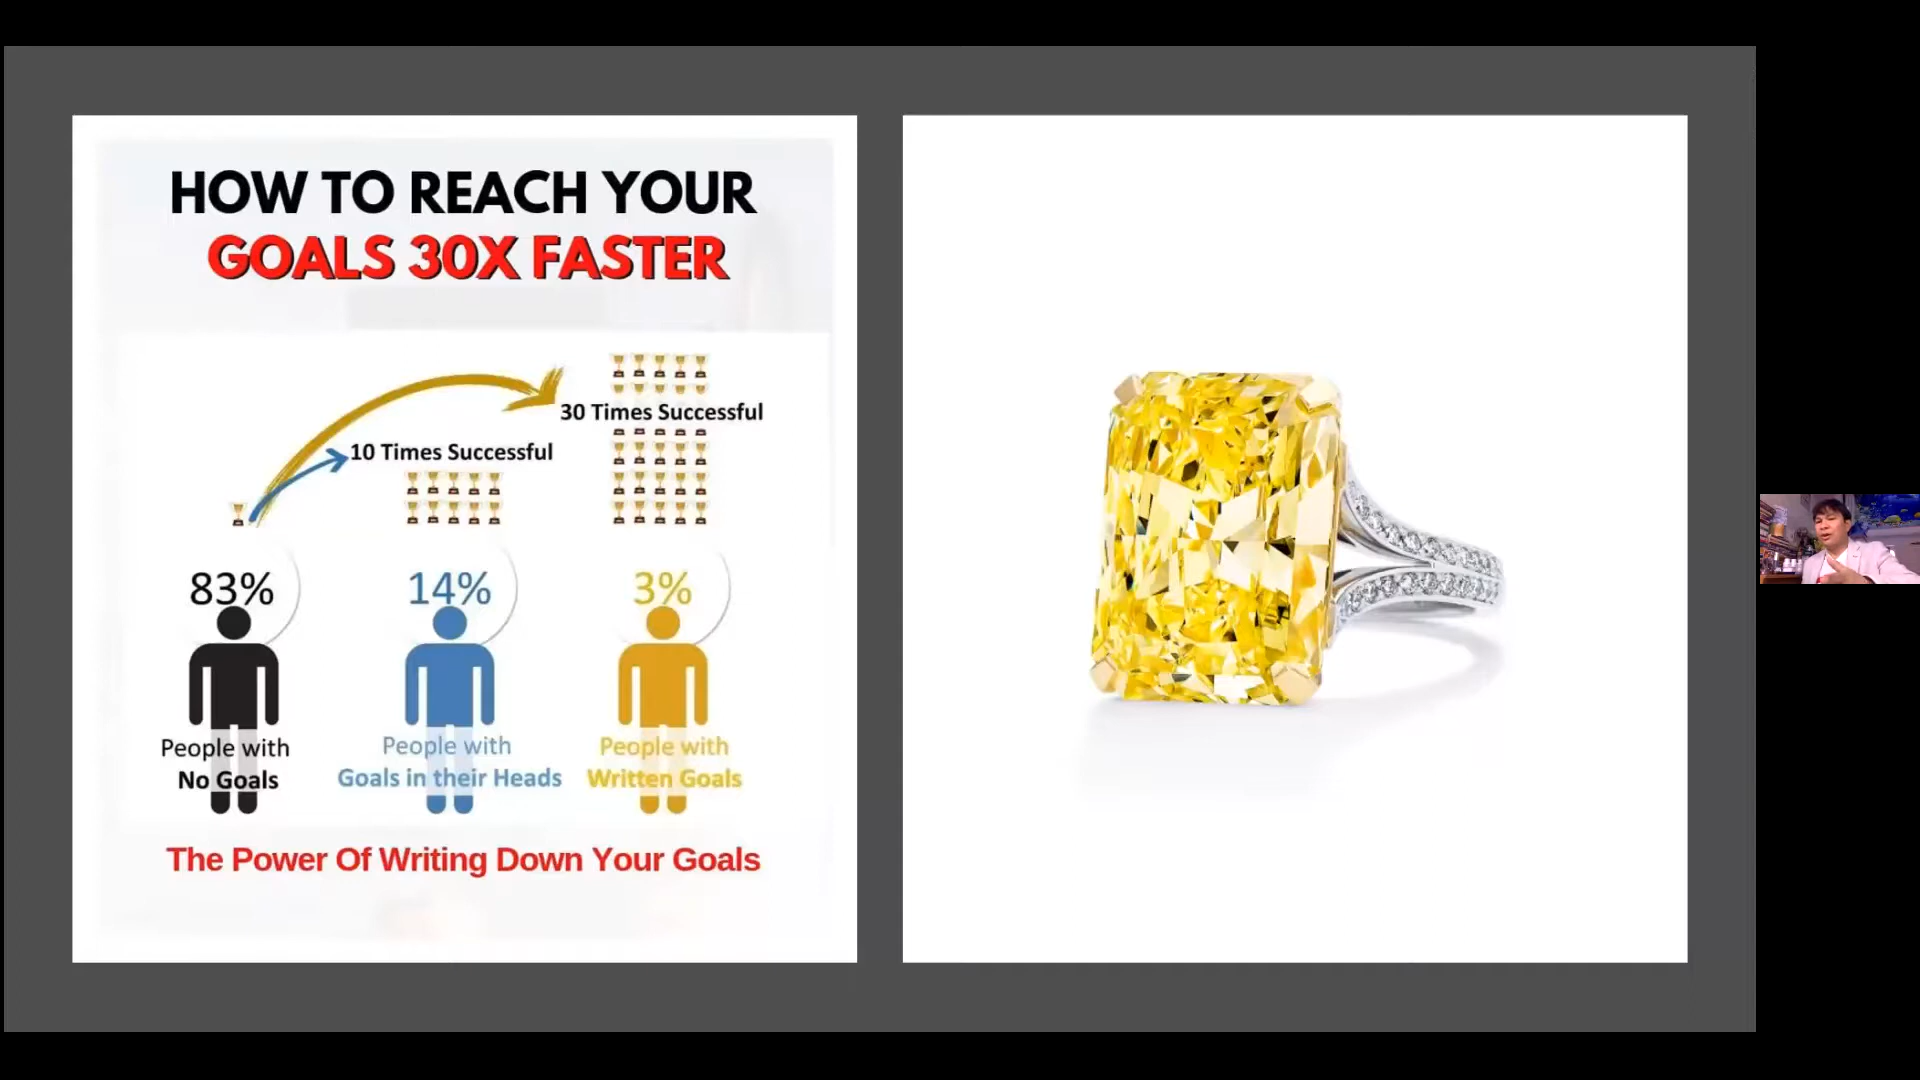 HOW TO REACH YOUR
GOALS 30X FASTER
30 Times Successful
10 Times Successful
83%
14%
3%
People with
No Goals
People with
Goals in their Heads
People with
Written Goals
The Power Of Writing Down Your Goals